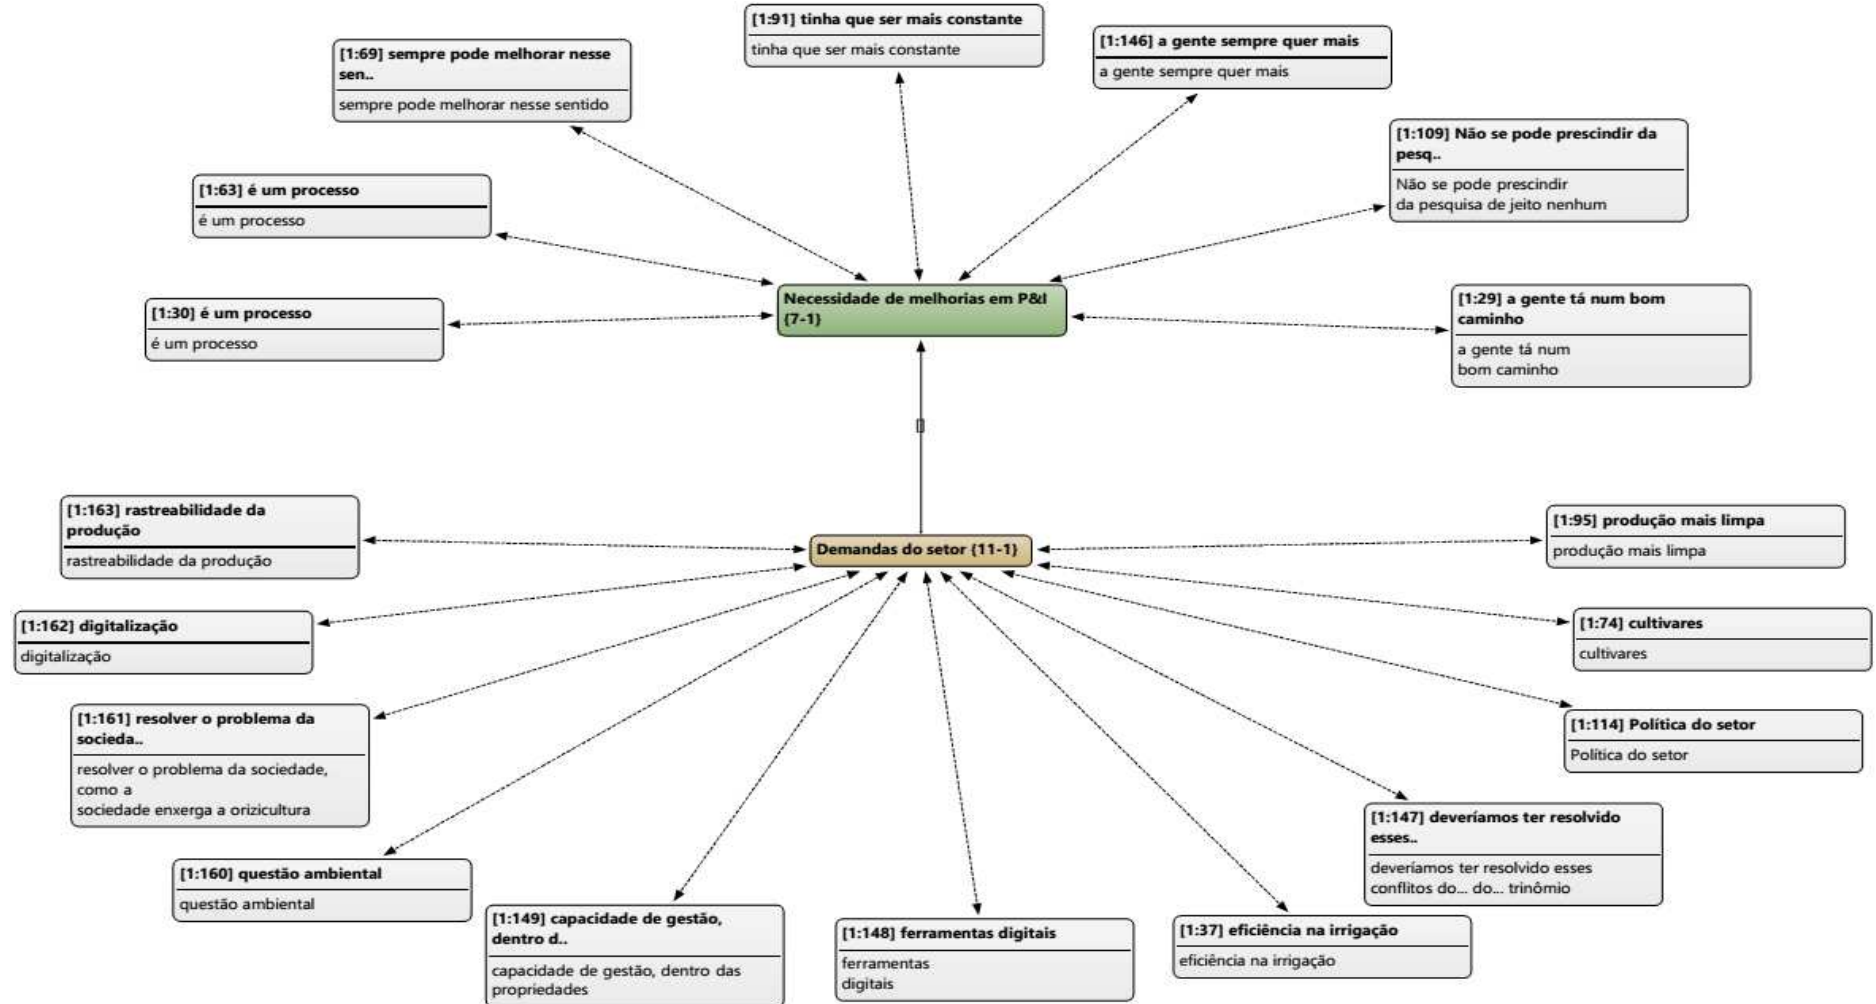 [1:91] tinha que ser mais constante
tinha que ser mais constante
[1:146] a gente sempre quer mais
a gente sempre quer mais
[1:69] sempre pode melhorar nesse
sen..
sempre pode melhorar nesse sentido
[1:109] Não se pode prescindir da
pesq..
Não se pode prescindir
da pesquisa de jeito nenhum
[1:63] é um processo
é um processo
[1:30] é um processo
é um processo
Necessidade de melhorias em P&I
{7-1}
[1:29] a gente tá num bom
caminho
a gente tá num
bom caminho
[1:163] rastreabilidade da
produção
rastreabilidade da produção
Demandas do setor {11-1}
[1:95] produção mais limpa
produção mais limpa
[1:162] digitalização
digitalização
[1:74] cultivares
cultivares
[1:161] resolver o problema da
socieda..
resolver o problema da sociedade,
como a
sociedade enxerga a orizicultura
[1:114] Política do setor
Política do setor
[1:147] deveríamos ter resolvido
esses..
deveríamos ter resolvido esses
conflitos do... do... trinômio
[1:160] questão ambiental
questão ambiental
[1:149] capacidade de gestão,
dentro d..
capacidade de gestão, dentro das
propriedades
[1:148] ferramentas digitais
ferramentas
digitais
[1:37] eficiência na irrigação
eficiência na irrigação